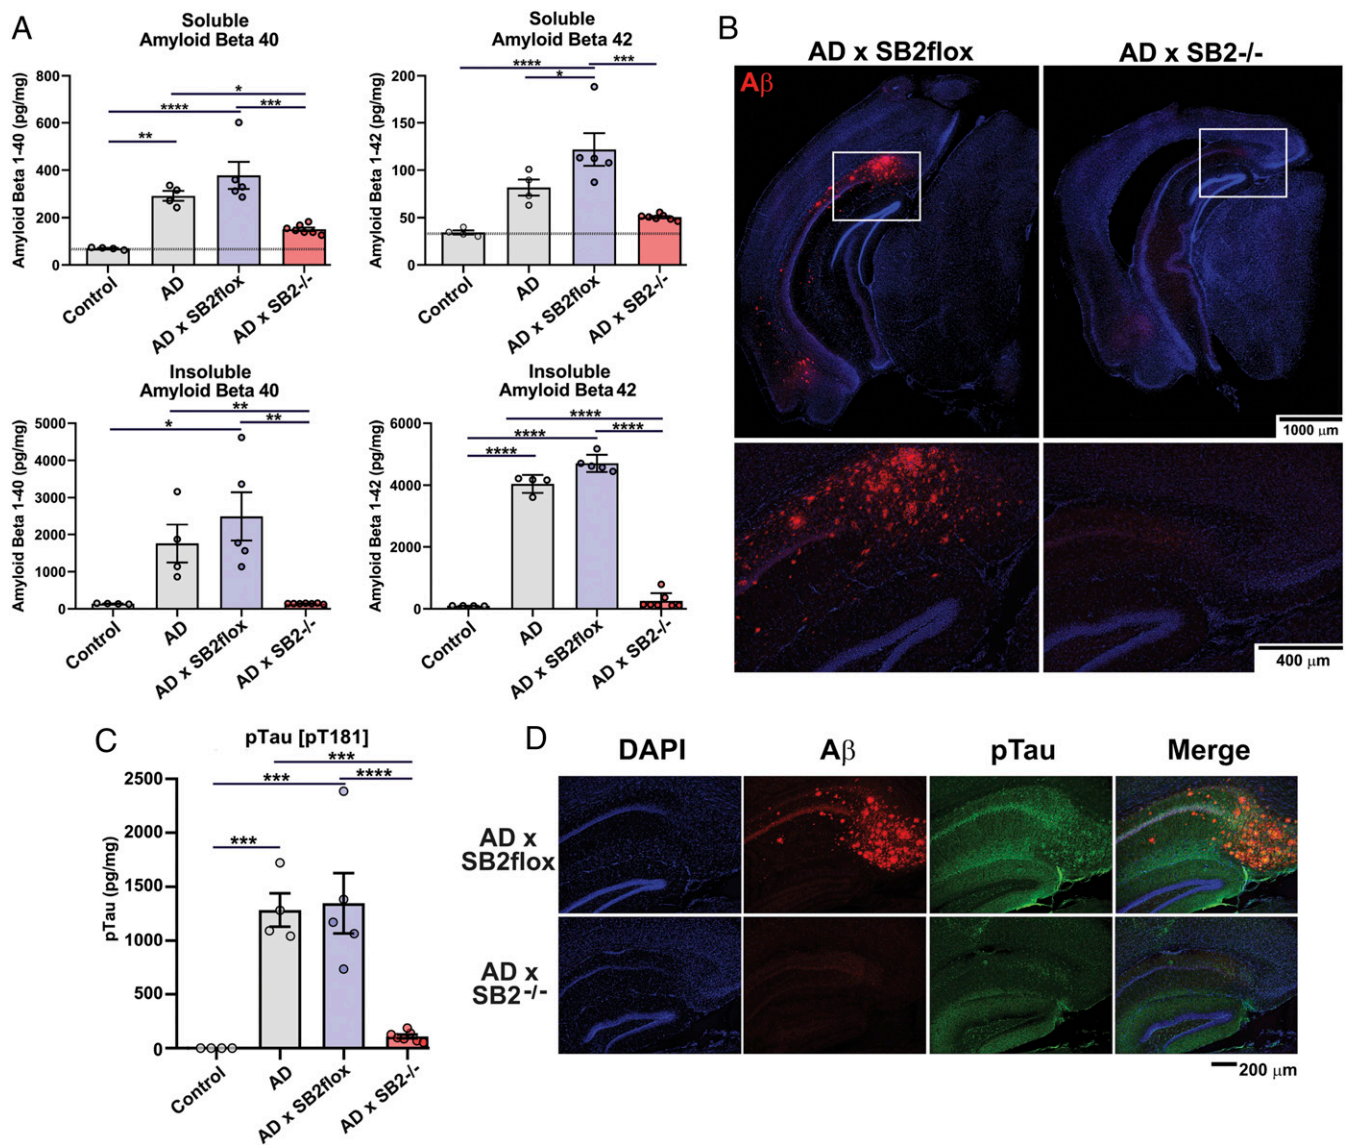 A
Soluble
Amyloid Beta 40
Amyloid Beta 1-40 (pg/mg)
800
600
400
200
0
*
****
***
**
Control
AD
AD x SB2flox
AD x SB2-/-
Soluble
Amyloid Beta 42
Amyloid Beta 1-42 (pg/mg)
200
150
100
50
0
****
***
*
Control
AD
AD x SB2flox
AD x SB2-/-
Insoluble
Amyloid Beta 40
Amyloid Beta 1-40 (pg/mg)
5000
4000
3000
2000
1000
0
**
*
**
Control
AD
AD x SB2flox
AD x SB2-/-
Insoluble
Amyloid Beta 42
Amyloid Beta 1-42 (pg/mg)
6000
4000
2000
0
****
****
****
****
Control
AD
AD x SB2flox
AD x SB2-/-
B
AD x SB2flox
AD x SB2-/-
Aβ
1000 μm
400 μm
C
pTau [pT181]
pTau (pg/mg)
2500
2000
1500
1000
500
0
***
***
****
***
Control
AD
AD x SB2flox
AD x SB2-/-
D
DAPI
Aβ
pTau
Merge
AD x
SB2flox
AD x
SB2-/-
200 μm